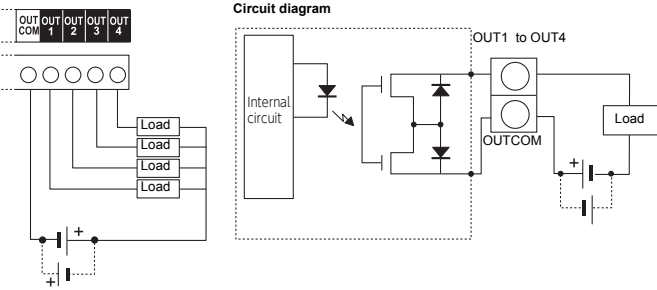 Circuit diagram
OUT COM OUT 1 OUT 2 OUT 3 OUT 4
Load
Load
Load
Load
+
+
Internal
circuit
OUT1 to OUT4
OUTCOM
Load
+